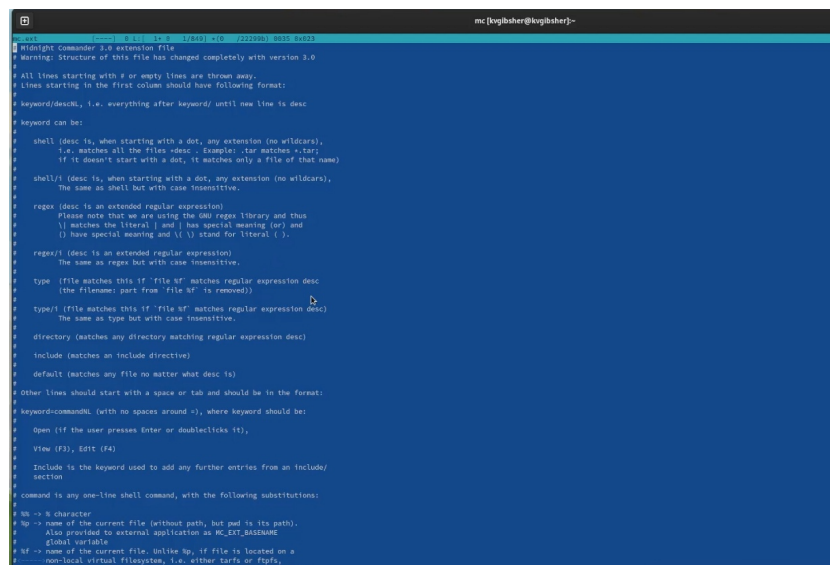 mc [kvgibsher@kvgibsher]:~
mc.ext [----] 0 L:[ 1+ 0 1/849] *(0 /22299b) 0035 0x023
# Midnight Commander 3.0 extension file
# Warning: Structure of this file has changed completely with version 3.0
#
# All lines starting with # or empty lines are thrown away.
# Lines starting in the first column should have following format:
#
# keyword/descNL, i.e. everything after keyword/ until new line is desc
#
# keyword can be:
#
# shell (desc is, when starting with a dot, any extension (no wildcars),
# i.e. matches all the files *desc . Example: .tar matches *.tar;
# if it doesn't start with a dot, it matches only a file of that name)
#
# shell/i (desc is, when starting with a dot, any extension (no wildcars),
# The same as shell but with case insensitive.
#
# regex (desc is an extended regular expression)
# Please note that we are using the GNU regex library and thus
# \| matches the literal | and | has special meaning (or) and
# () have special meaning and \( \) stand for literal ( ).
#
# regex/i (desc is an extended regular expression)
# The same as regex but with case insensitive.
#
# type (file matches this if `file %f` matches regular expression desc
# (the filename: part from `file %f` is removed))
#
# type/i (file matches this if `file %f` matches regular expression desc)
# The same as type but with case insensitive.
#
# directory (matches any directory matching regular expression desc)
#
# include (matches an include directive)
#
# default (matches any file no matter what desc is)
#
# Other lines should start with a space or tab and should be in the format:
#
# keyword=commandNL (with no spaces around =), where keyword should be:
#
# Open (if the user presses Enter or doubleclicks it),
#
# View (F3), Edit (F4)
#
# Include is the keyword used to add any further entries from an include/
# section
#
# command is any one-line shell command, with the following substitutions:
#
# %% -> % character
# %p -> name of the current file (without path, but pwd is its path).
# Also provided to external application as MC_EXT_BASENAME
# global variable
# %f -> name of the current file. Unlike %p, if file is located on a
# non-local virtual filesystem, i.e. either tarfs or ftpfs,